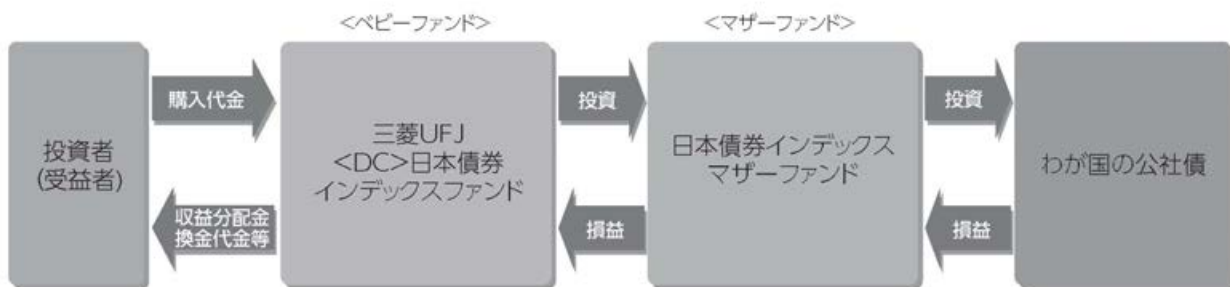 <ベビーファンド>
<マザーファンド>
投資者
(受益者)
購入代金
収益分配金
換金代金等
三菱UFJ
<DC>日本債券
インデックスファンド
投資
損益
日本債券インデックス
マザーファンド
投資
損益
わが国の公社債